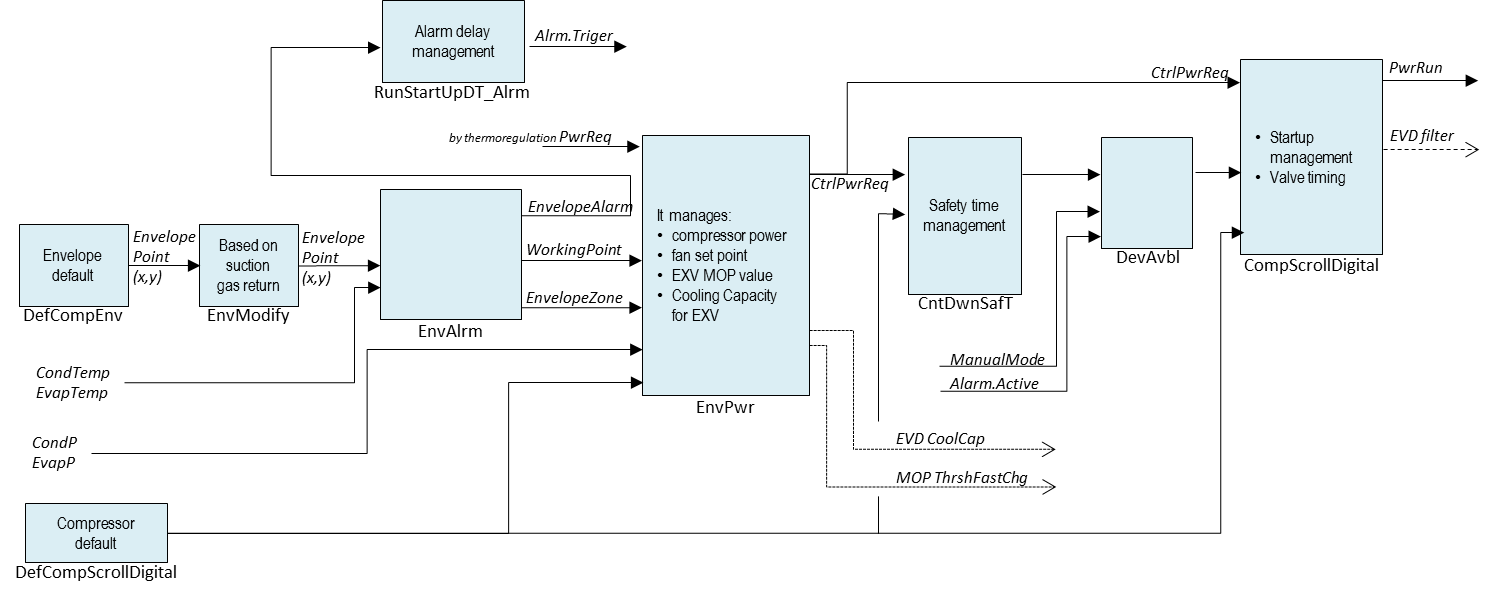 Alarm delay
management
Alrm.Triger
RunStartUpDT_Alrm
CtrlPwrReq
PwrRun
by thermoregulation PwrReq
EVD filter
• Startup
management
• Valve timing
CtrlPwrReq
EnvelopeAlarm
It manages:
• compressor power
• fan set point
• EXV MOP value
• Cooling Capacity
for EXV
Safety time
management
Envelope
Point
(x,y)
Envelope
Point
(x,y)
Envelope
default
Based on
suction
gas return
WorkingPoint
EnvelopeZone
DevAvbl
CompScrollDigital
CntDwnSafT
DefCompEnv
EnvModify
EnvAlrm
ManualMode
Alarm.Active
CondTemp
EvapTemp
EnvPwr
CondP
EvapP
EVD CoolCap
MOP ThrshFastChg
Compressor
default
DefCompScrollDigital